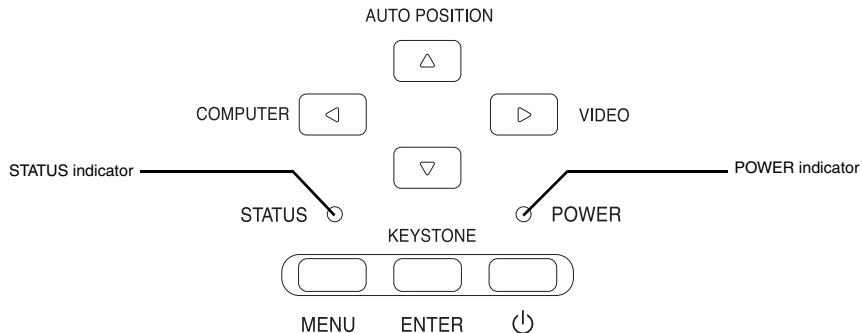 AUTO POSITION
COMPUTER
VIDEO
STATUS indicator
POWER indicator
STATUS
POWER
KEYSTONE
MENU
ENTER